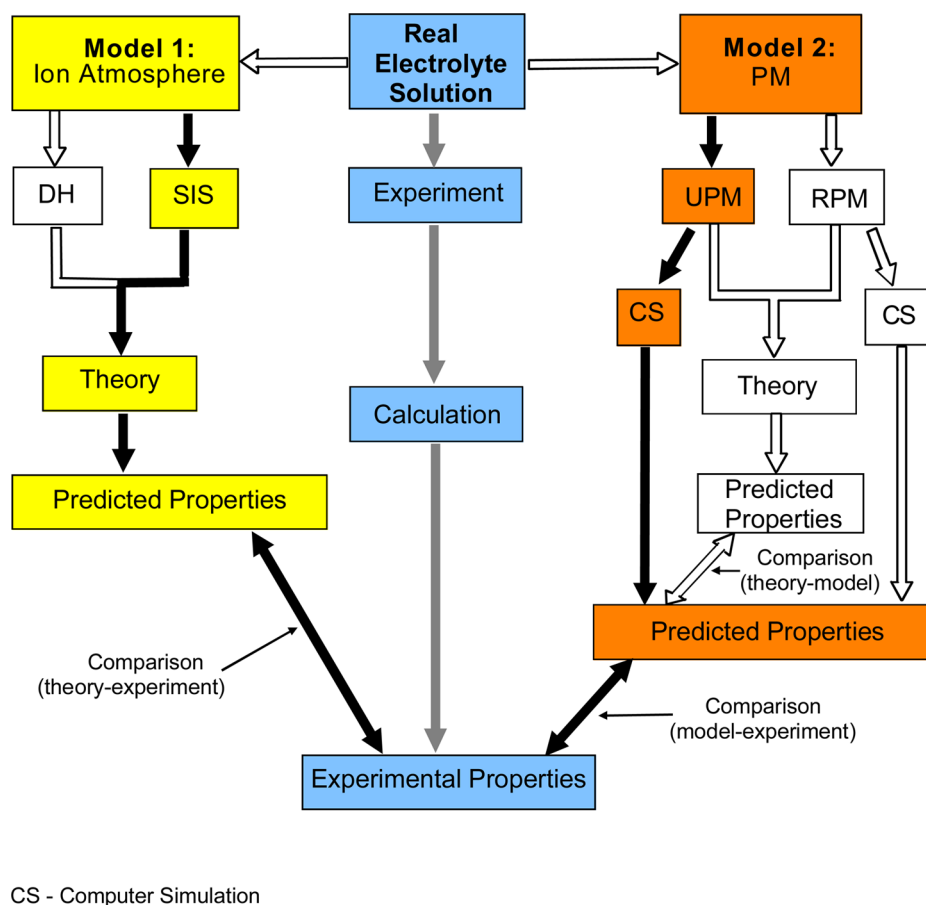 Model 1:
Ion Atmosphere
Real
Electrolyte
Solution
Model 2:
PM
DH
SIS
Experiment
UPM
RPM
CS
CS
Theory
Calculation
Theory
Predicted Properties
Predicted
Properties
Comparison
(theory-model)
Predicted Properties
Comparison
(theory-experiment)
Comparison
(model-experiment)
Experimental Properties
CS - Computer Simulation